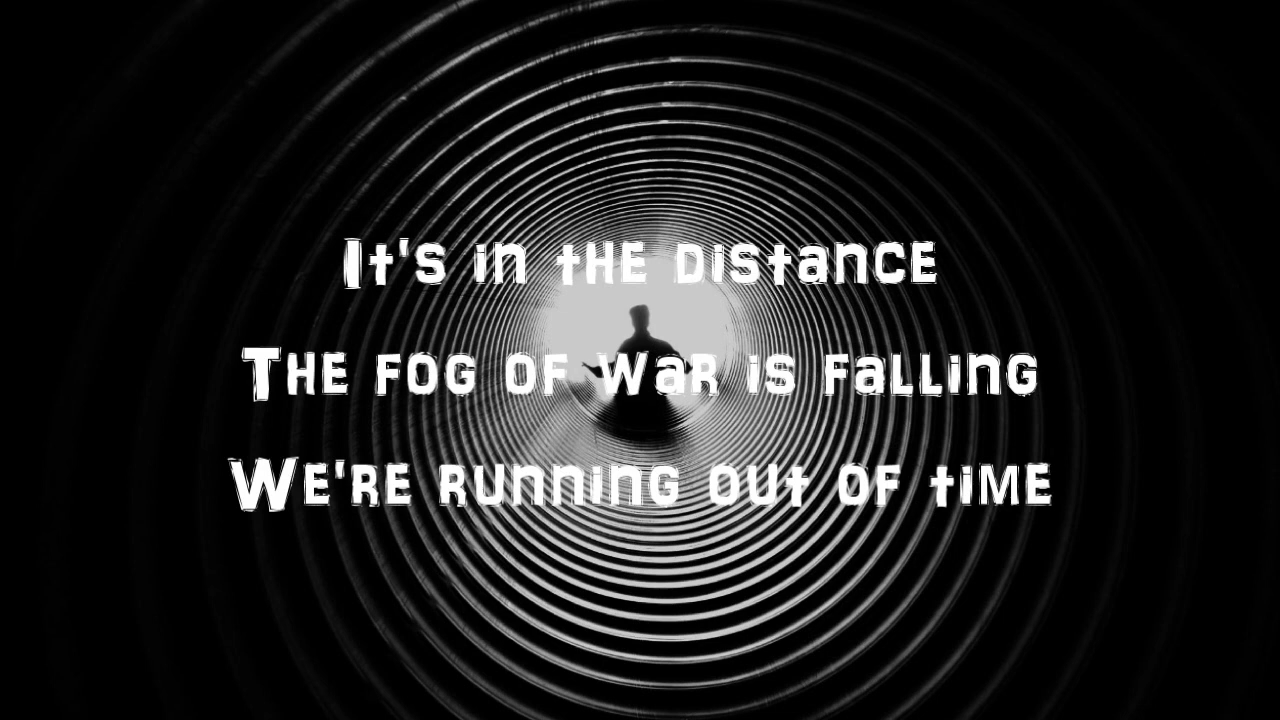 It's in the distance
The fog of war is falling
We're running out of time